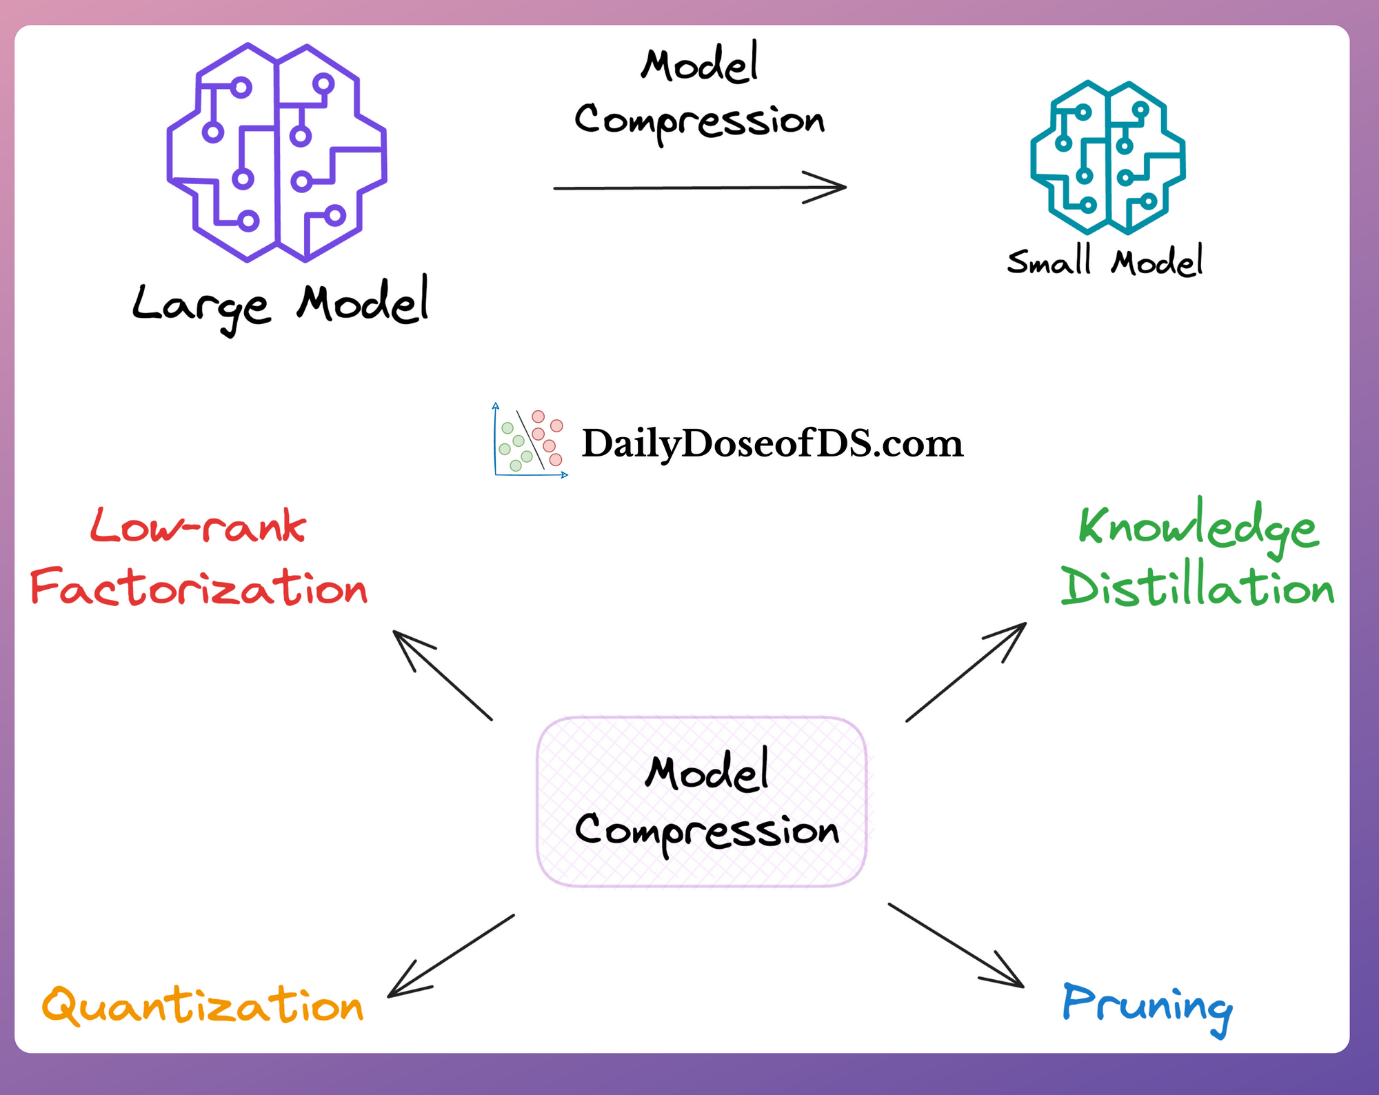 Model
Compression
Large Model
Small Model
DailyDoseofDS.com
Low-rank
Factorization
Knowledge
Distillation
Model
Compression
Quantization
Pruning